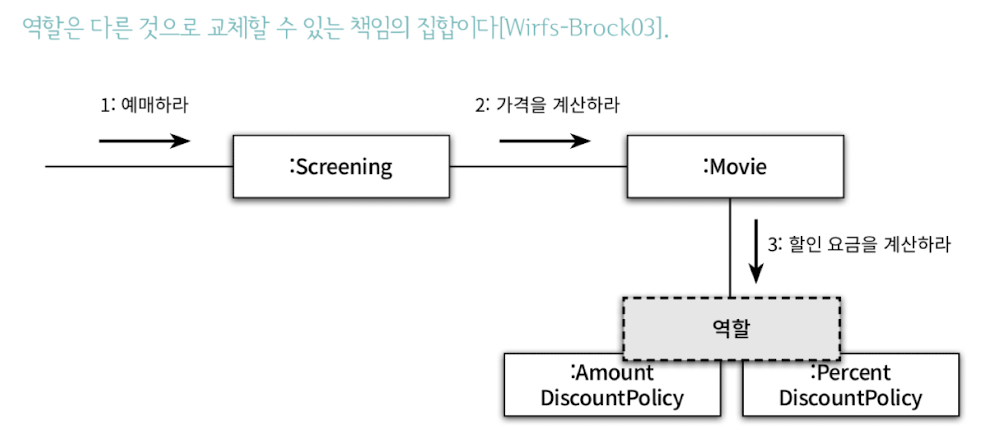 역할은 다른 것으로 교체할 수 있는 책임의 집합이다[Wirfs-Brock03].
1: 예매하라
2: 가격을 계산하라
:Screening
:Movie
3: 할인 요금을 계산하라
역할
:Amount
DiscountPolicy
:Percent
DiscountPolicy